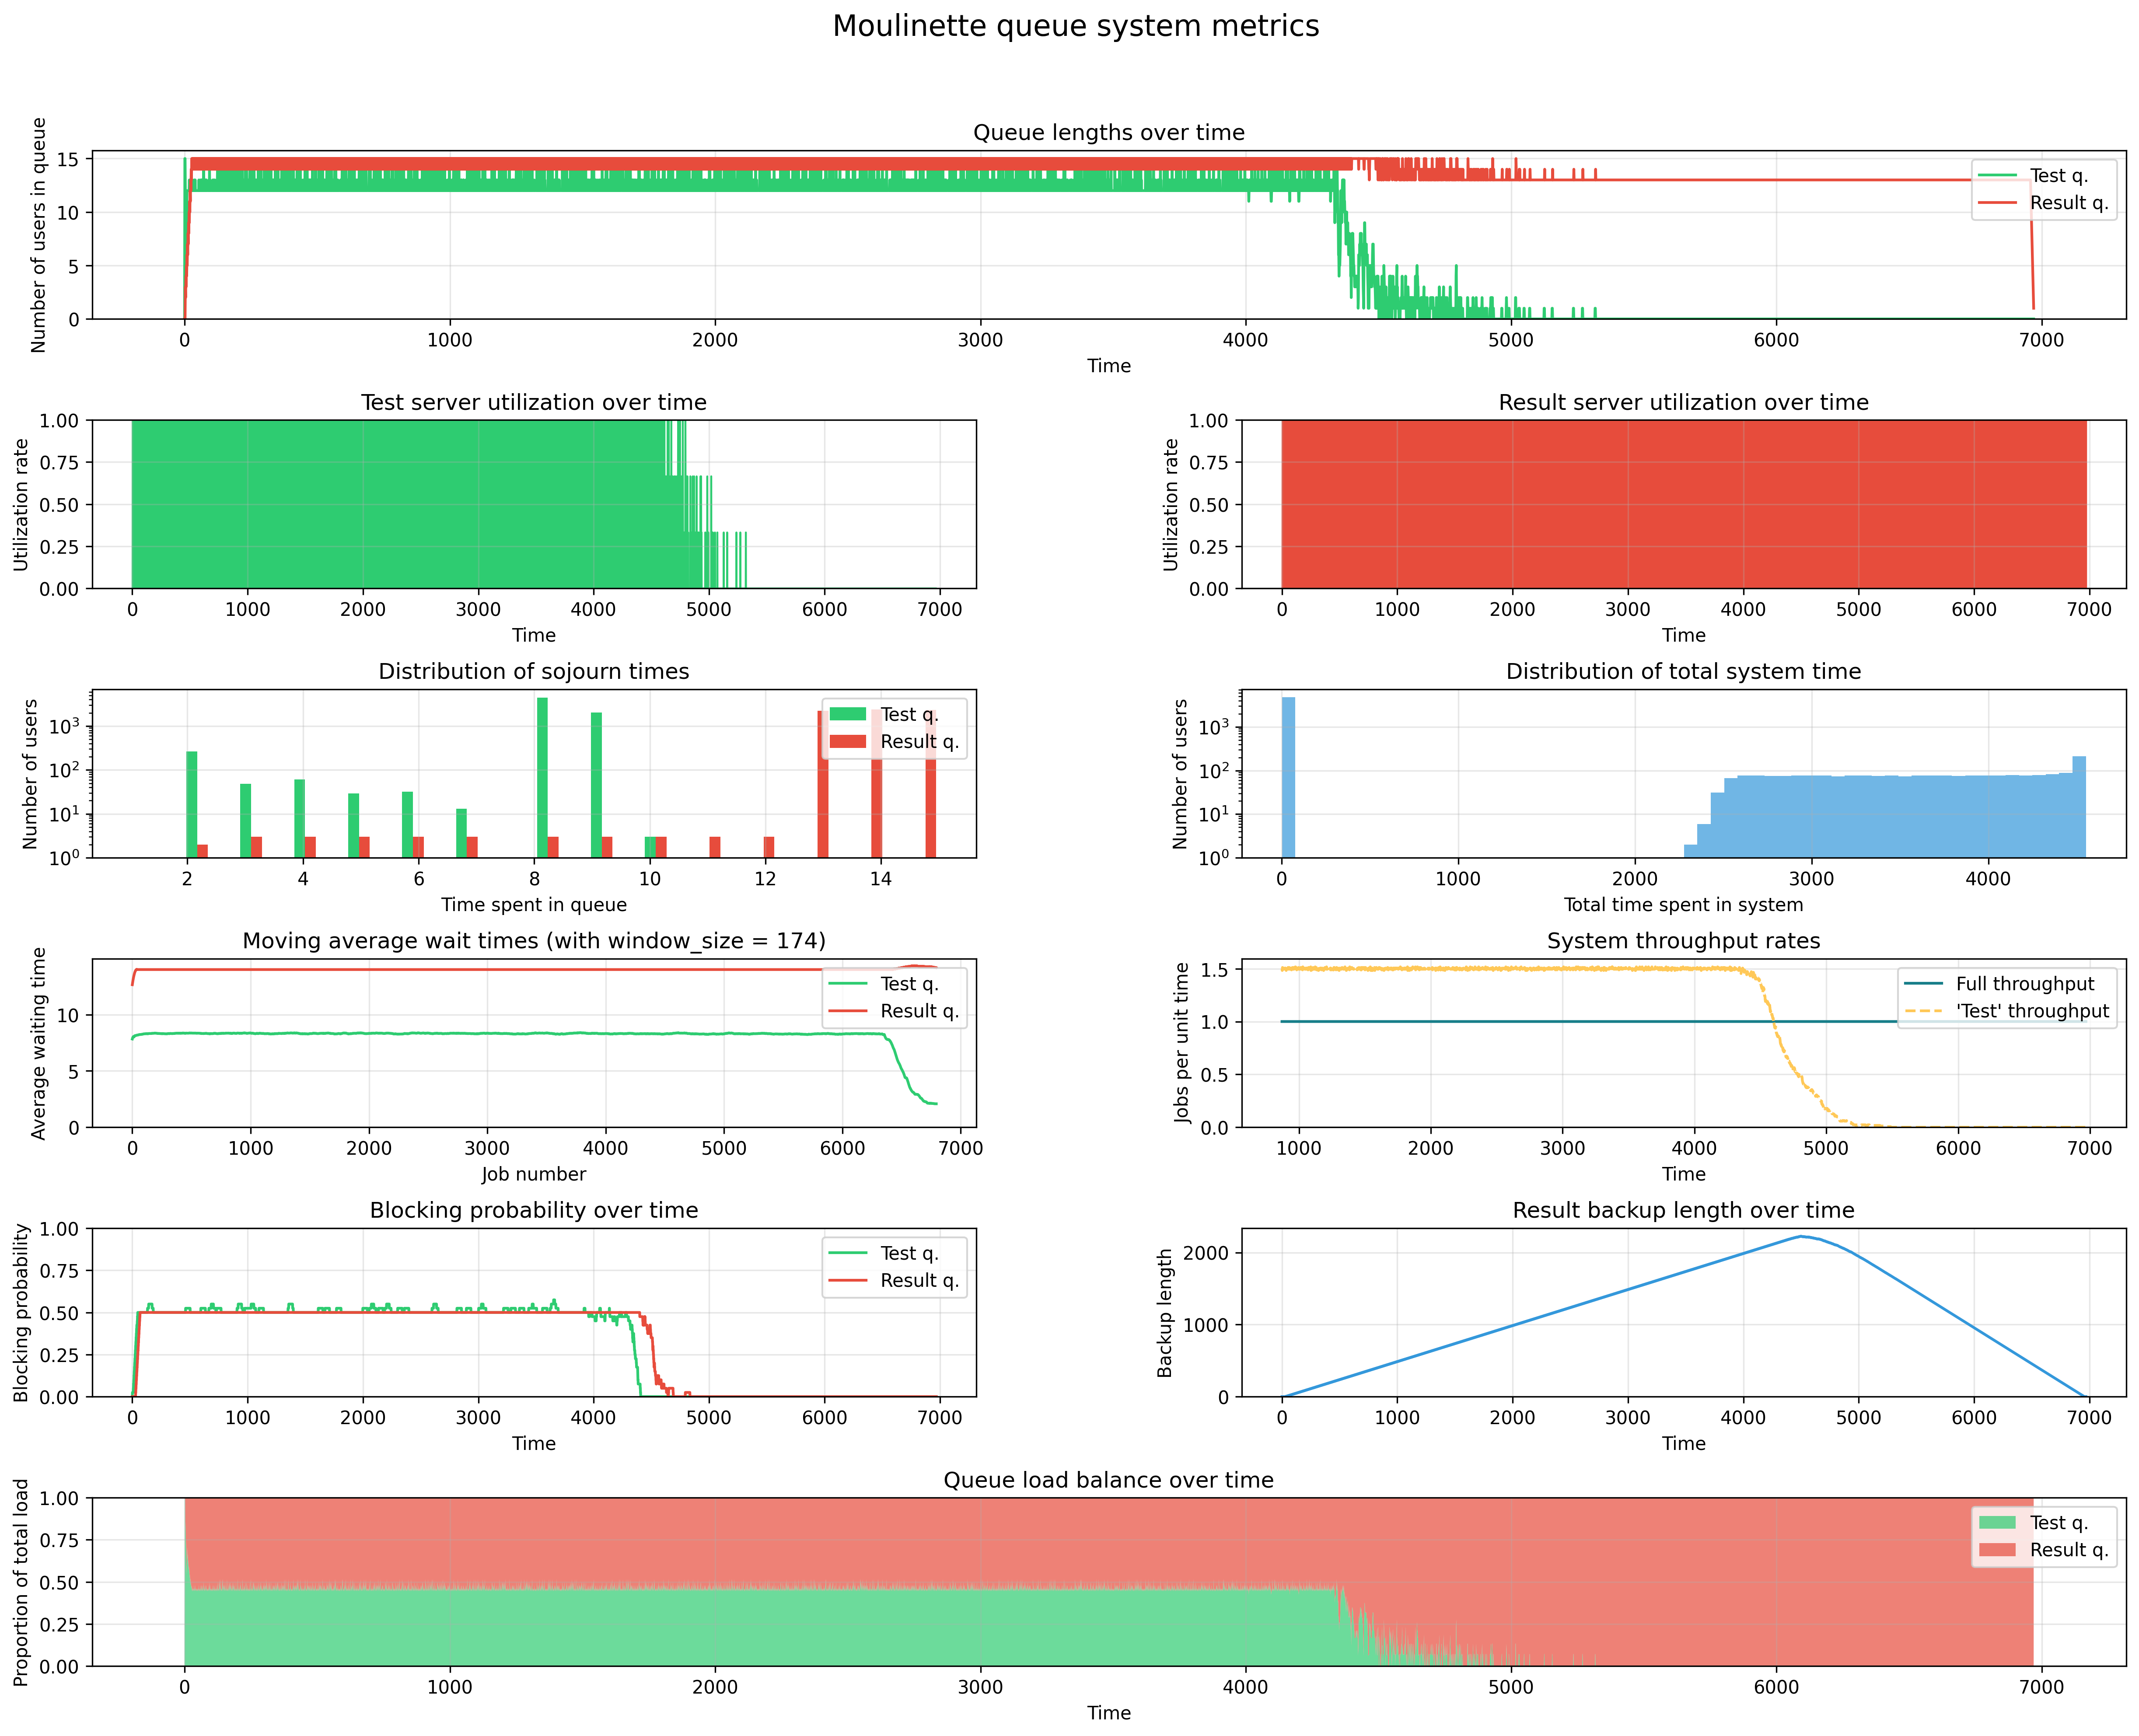 Moulinette queue system metrics
Queue lengths over time
Number of users in queue
15
10
5
0
Test q.
Result q.
0 1000 2000 3000 4000 5000 6000 7000
Time
Test server utilization over time
Utilization rate
1.00
0.75
0.50
0.25
0.00
0 1000 2000 3000 4000 5000 6000 7000
Time
Result server utilization over time
Utilization rate
1.00
0.75
0.50
0.25
0.00
0 1000 2000 3000 4000 5000 6000 7000
Time
Distribution of sojourn times
Number of users
10³
10²
10¹
10⁰
Test q.
Result q.
2 4 6 8 10 12 14
Time spent in queue
Distribution of total system time
Number of users
10³
10²
10¹
10⁰
0 1000 2000 3000 4000
Total time spent in system
Moving average wait times (with window_size = 174)
Average waiting time
10
5
0
Test q.
Result q.
0 1000 2000 3000 4000 5000 6000 7000
Job number
System throughput rates
Jobs per unit time
1.5
1.0
0.5
0.0
Full throughput
'Test' throughput
1000 2000 3000 4000 5000 6000 7000
Time
Blocking probability over time
Blocking probability
1.00
0.75
0.50
0.25
0.00
Test q.
Result q.
0 1000 2000 3000 4000 5000 6000 7000
Time
Result backup length over time
Backup length
2000
1000
0
0 1000 2000 3000 4000 5000 6000 7000
Time
Queue load balance over time
Proportion of total load
1.00
0.75
0.50
0.25
0.00
Test q.
Result q.
0 1000 2000 3000 4000 5000 6000 7000
Time